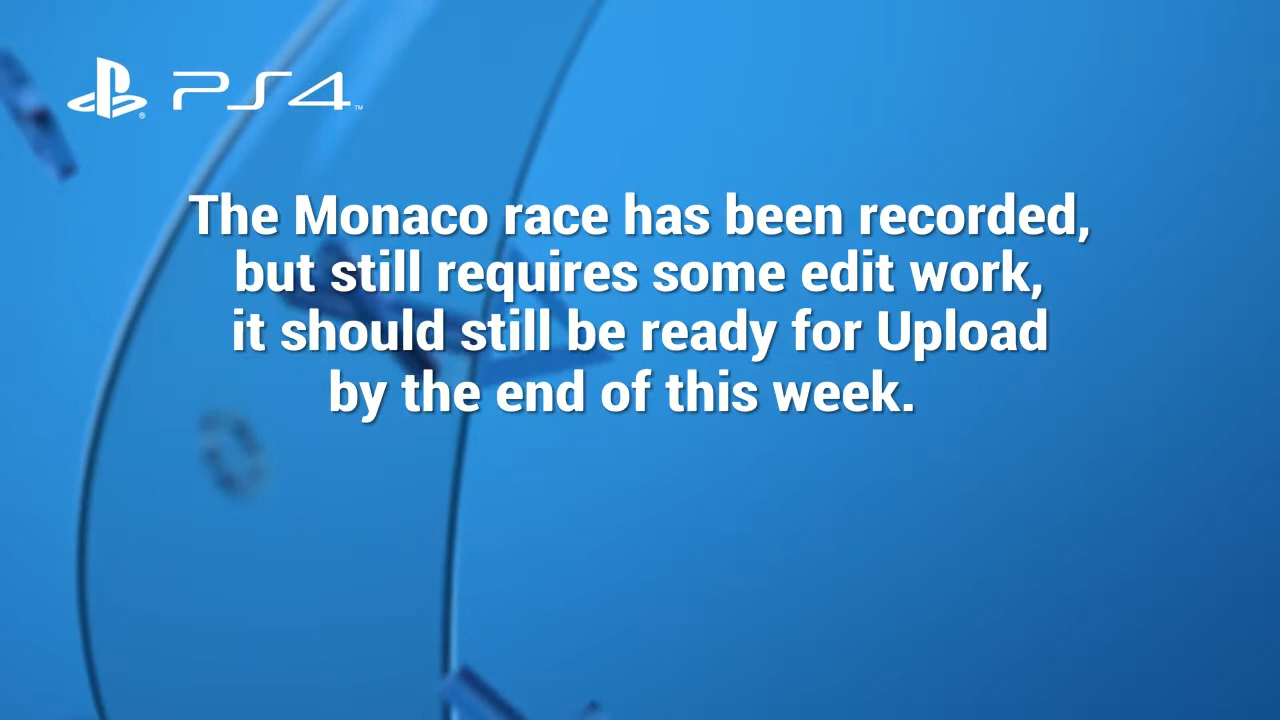 PS4™
The Monaco race has been recorded,
but still requires some edit work,
it should still be ready for Upload
by the end of this week.